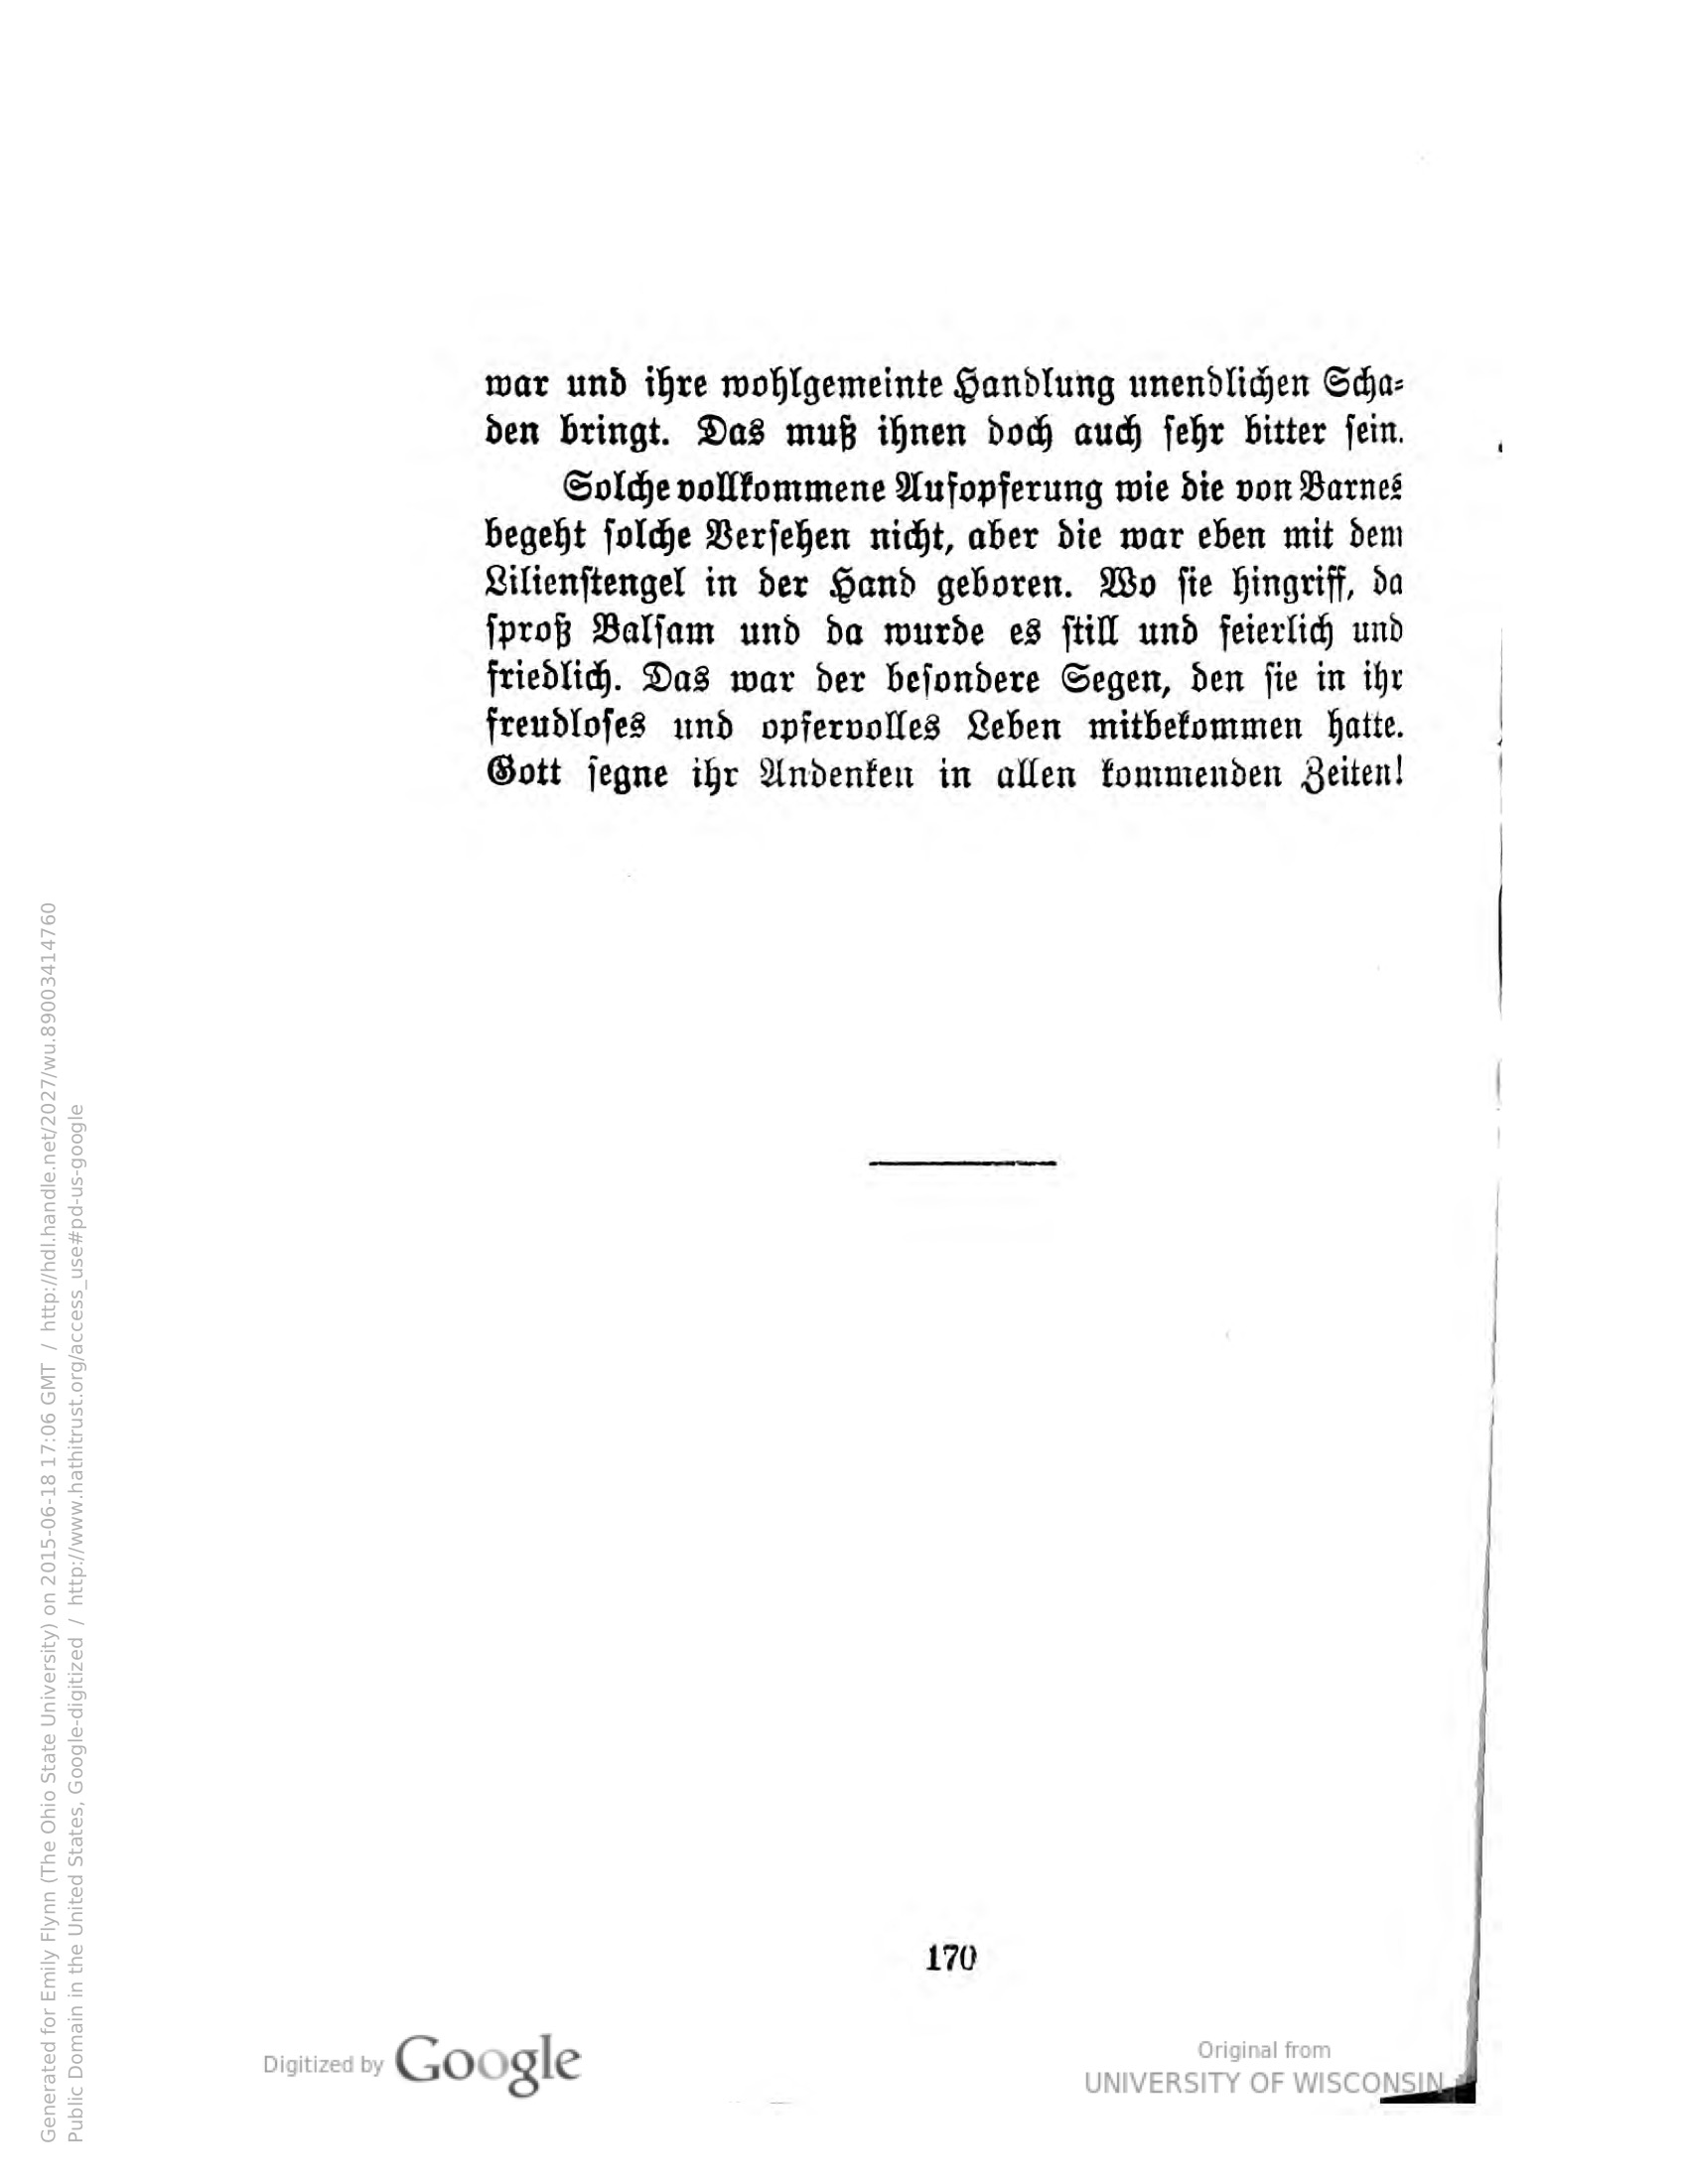 war und ihre wohlgemeinte Handlung unendlichen Scha-
den bringt. Das muß ihnen doch auch sehr bitter sein.
Solche vollkommene Aufopferung wie die von Barnes
begeht solche Versehen nicht, aber die war eben mit dem
Lilienstengel in der Hand geboren. Wo sie hingriff, da
sproß Balsam und da wurde es still und feierlich und
friedlich. Das war der besondere Segen, den sie in ihr
freudloses und opfervolles Leben mitbekommen hatte.
Gott segne ihr Andenken in allen kommenden Zeiten!
170
Digitized by Google
Original from
UNIVERSITY OF WISCONSIN
Generated for Emily Flynn (The Ohio State University) on 2015-06-18 17:06 GMT / http://hdl.handle.net/2027/wu.89003414760
Public Domain in the United States, Google-digitized / http://www.hathitrust.org/access_use#pd-us-google